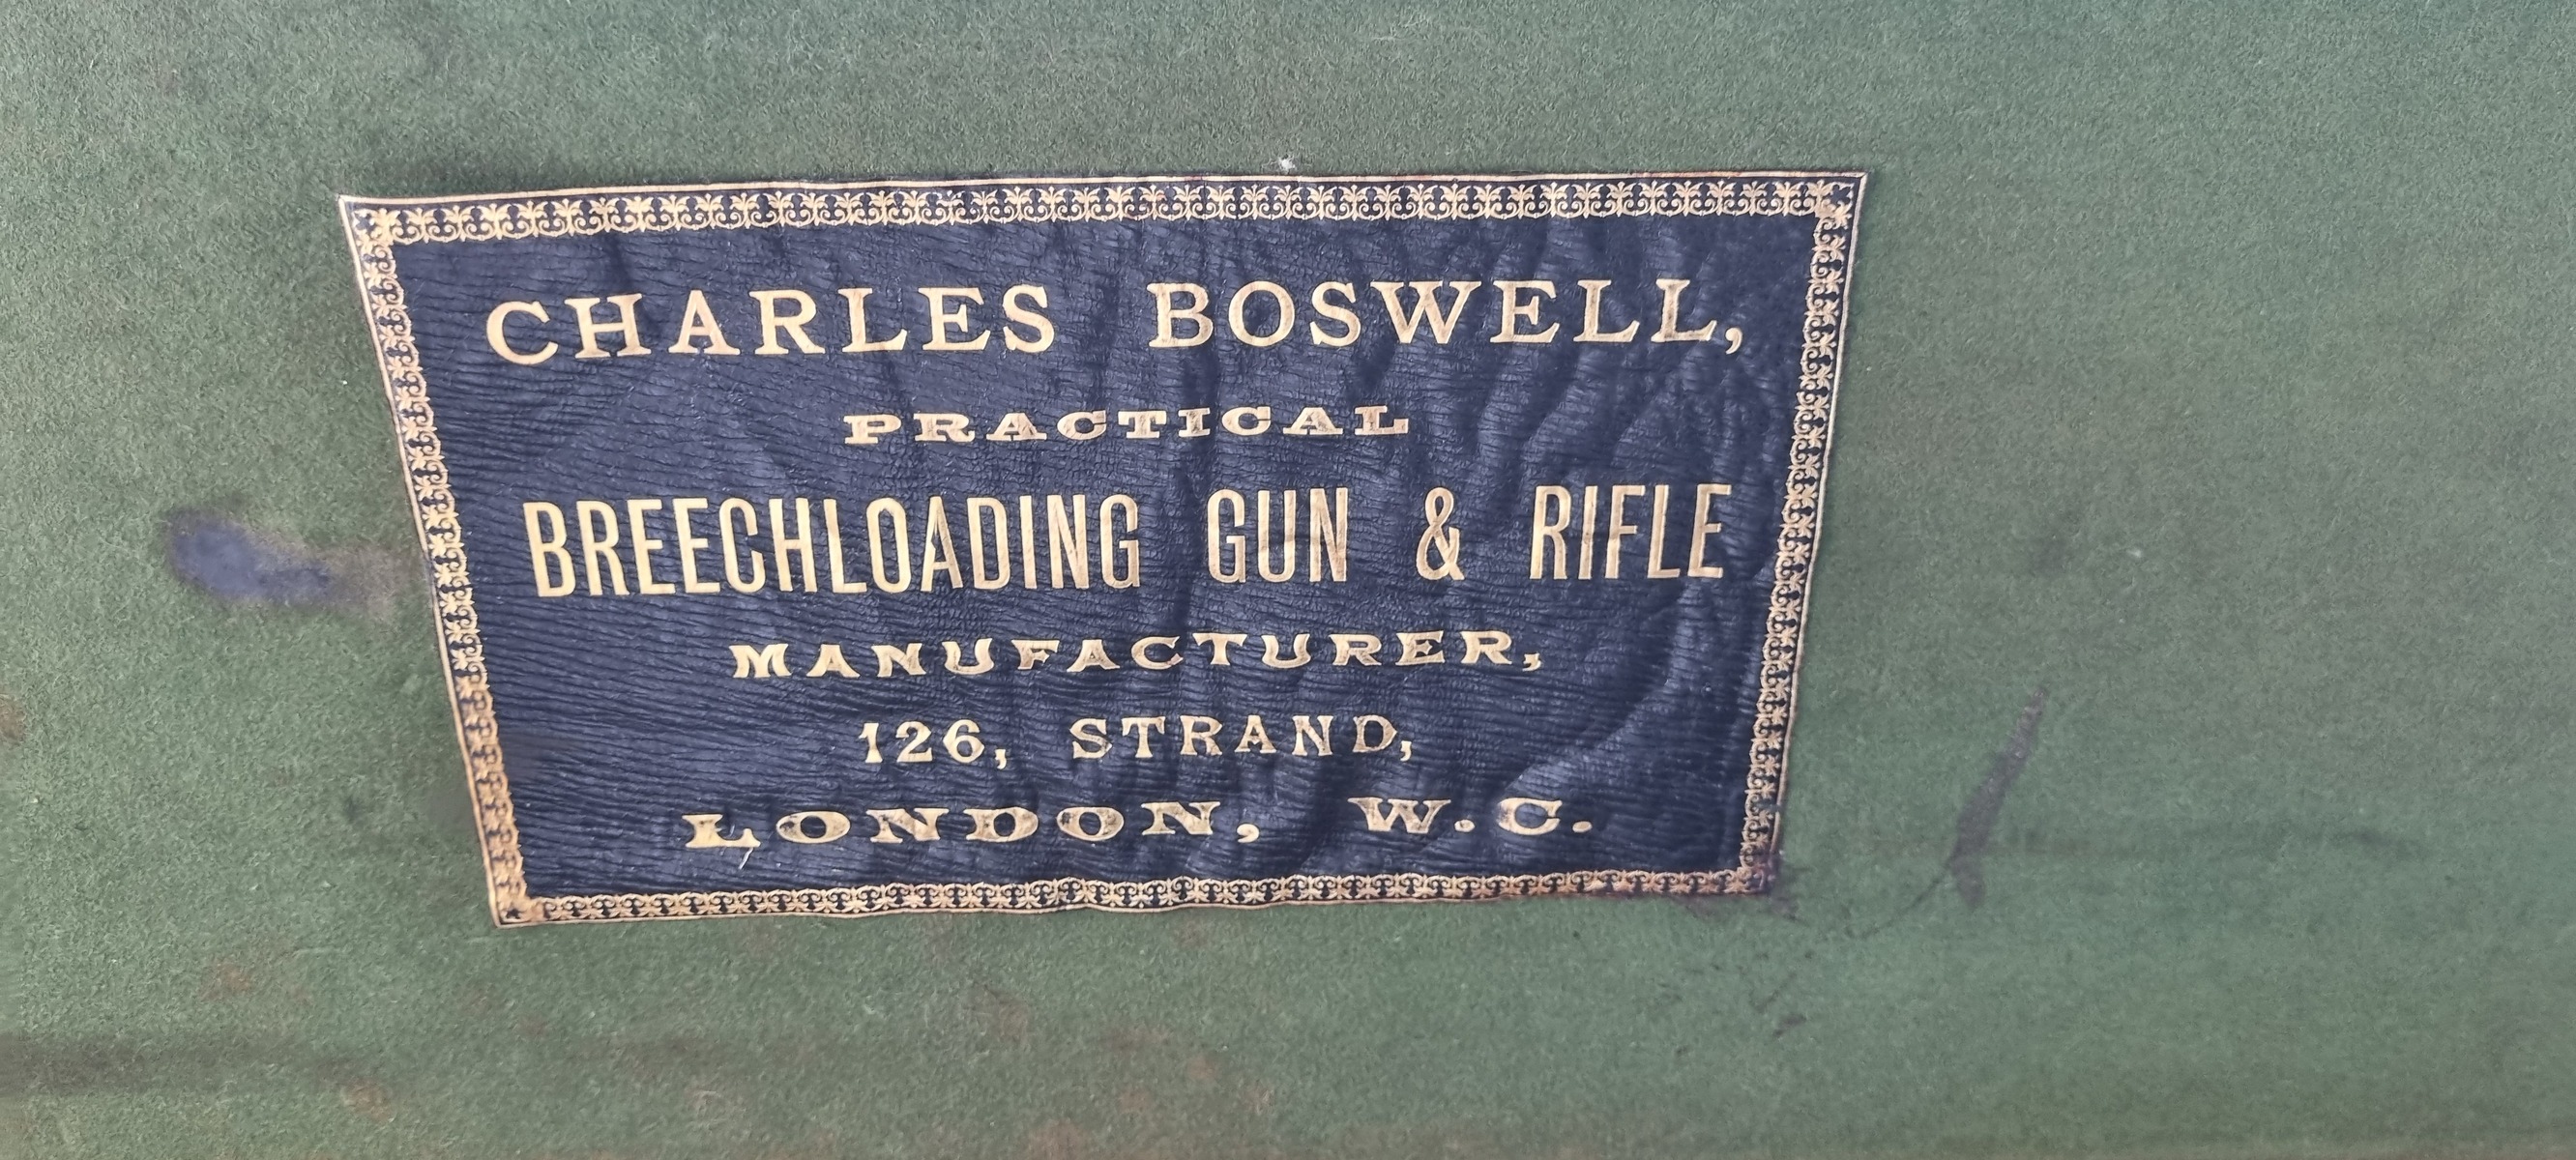 CHARLES BOSWELL,
PRACTICAL
BREECHLOADING GUN & RIFLE
MANUFACTURER,
126, STRAND,
LONDON, W.C.